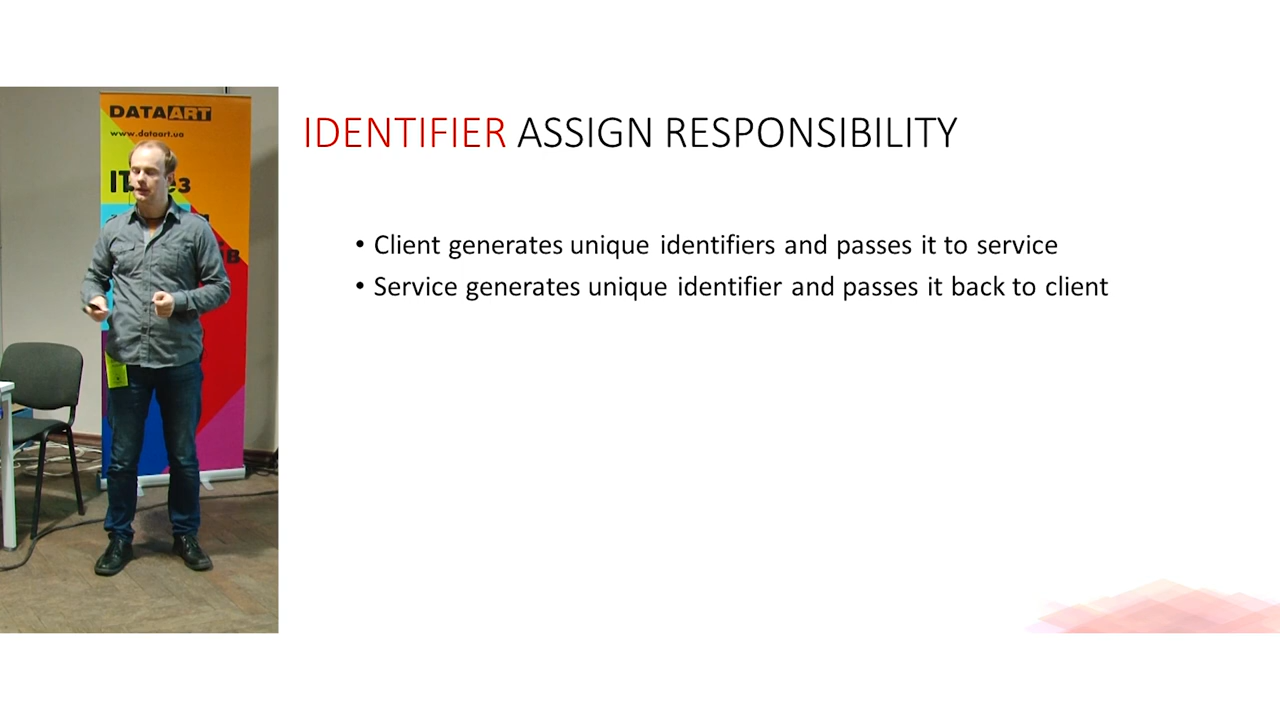 DATAART
www.dataart.ua
IDENTIFIER ASSIGN RESPONSIBILITY
• Client generates unique identifiers and passes it to service
• Service generates unique identifier and passes it back to client